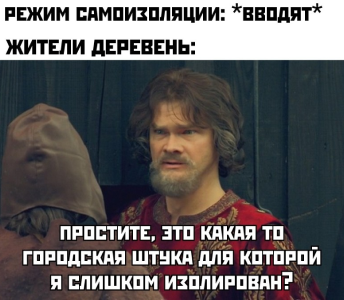 РЕЖИМ САМОИЗОЛЯЦИИ: *ВВОДЯТ*
ЖИТЕЛИ ДЕРЕВЕНЬ:
ПРОСТИТЕ, ЭТО КАКАЯ ТО
ГОРОДСКАЯ ШТУКА ДЛЯ КОТОРОЙ
Я СЛИШКОМ ИЗОЛИРОВАН?